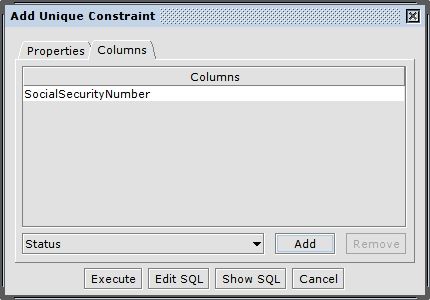 Add Unique Constraint
Properties Columns
Columns
SocialSecurityNumber
Status Add Remove
Execute Edit SQL Show SQL Cancel